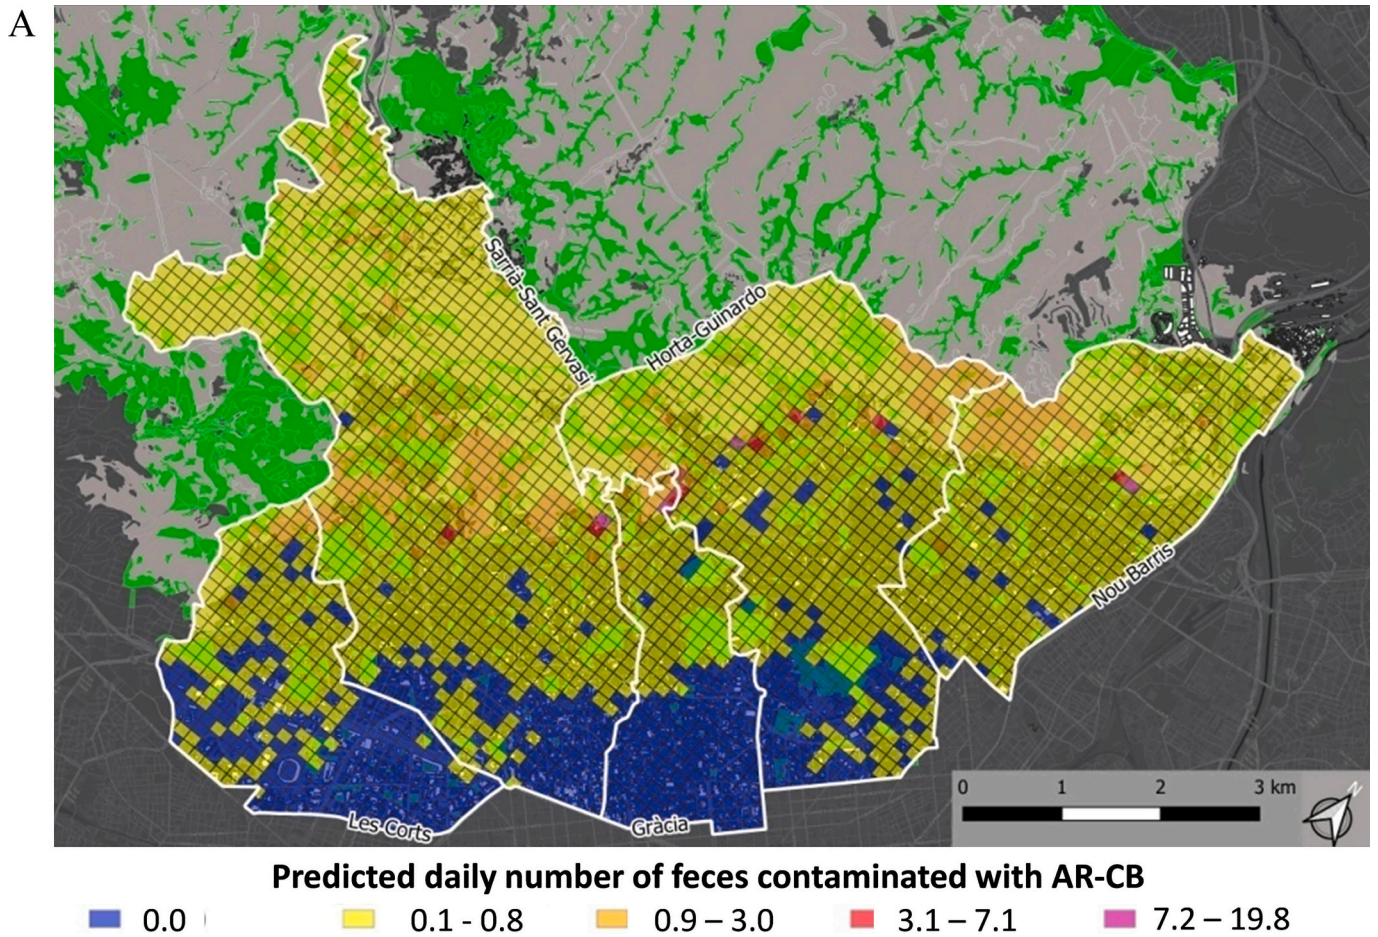 A
Sarrià-Sant Gervasi
Horta-Guinardo
Nou Barris
Les Corts
Gràcia
0 1 2 3 km
N
Predicted daily number of feces contaminated with AR-CB
0.0 0.1 - 0.8 0.9 – 3.0 3.1 – 7.1 7.2 – 19.8